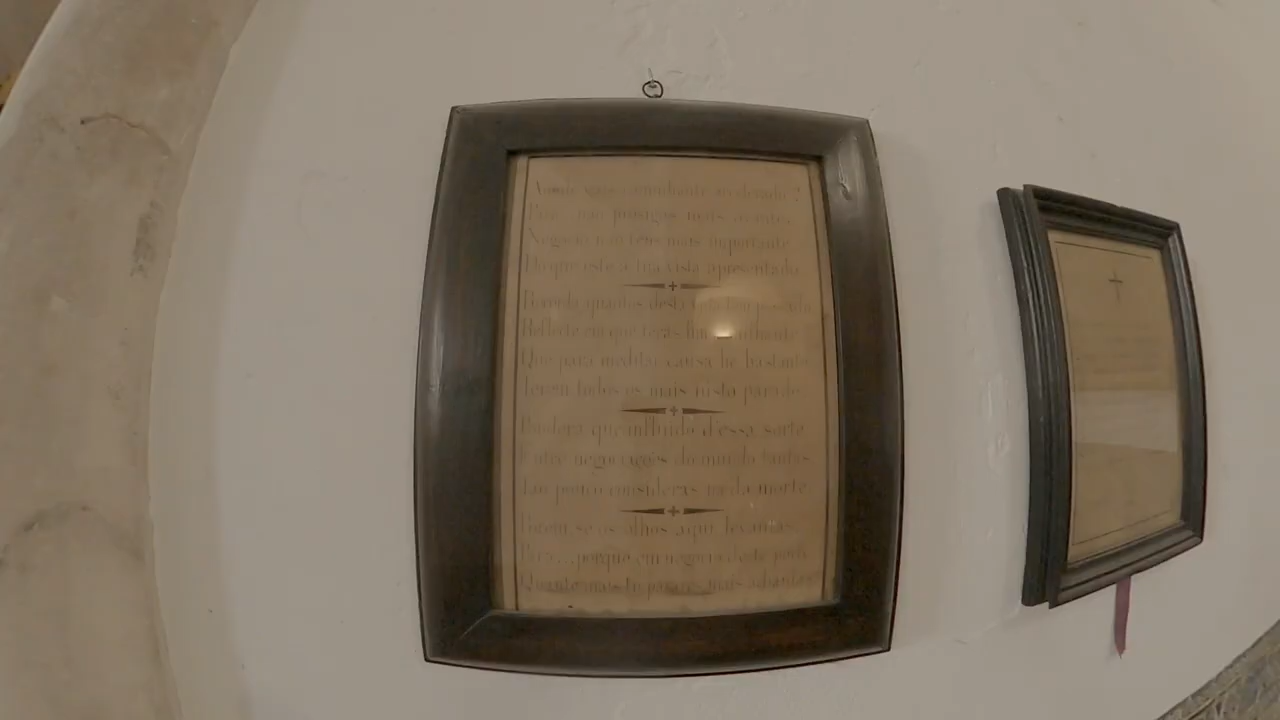 Aonde vais, caminhante acelerado?
Pára...não prosigas mais avante,
Negocio não tens mais importante
Do que este a tua vista apresentado.
Recorda quantos desta vida tem passado
Reflecte em que terás fim
Que para meditar causa he bastante
Terem todos os mais nisto parado.
Pondera que influido d'essa sorte
Entre negociações do mundo tantas
Tão pouco consideras na da morte
Porem se os olhos aqui levantas,
Pára...porque em negocio deste porte
Quanto mais tu parares, mais adiantas.